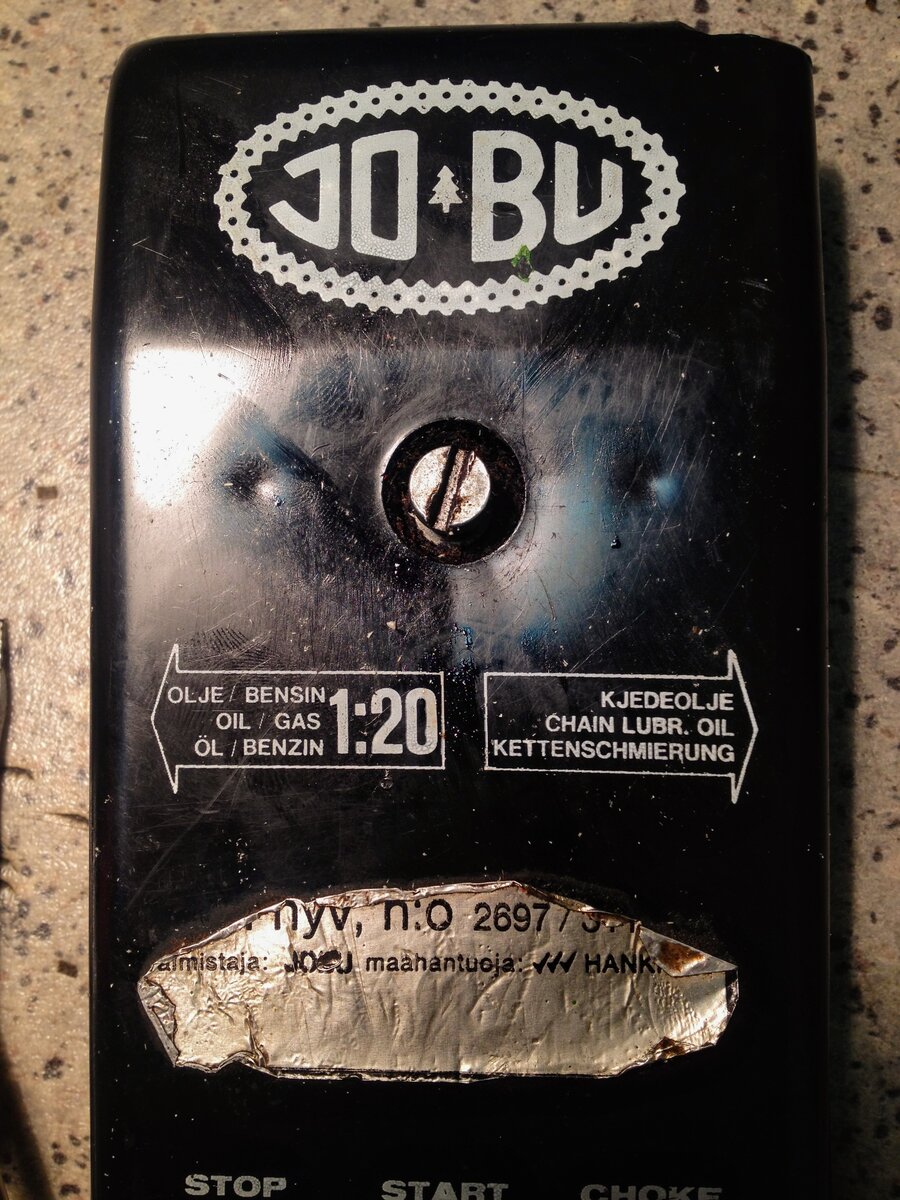 JO BU
OLJE / BENSIN
OIL / GAS
ÖL / BENZIN
1:20
KJEDEOLJE
CHAIN LUBR. OIL
KETTENSCHMIERUNG
hyv, n:o 2697 /
JOBU maahantuoja:
STOP START CHOKE